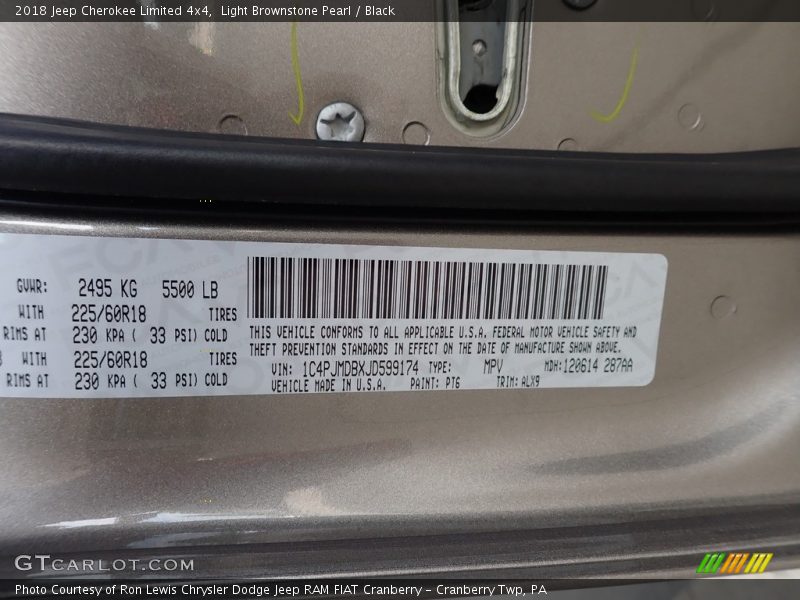 2018 Jeep Cherokee Limited 4x4, Light Brownstone Pearl / Black
GVWR: 2495 KG 5500 LB
WITH 225/60R18 TIRES
RIMS AT 230 KPA ( 33 PSI) COLD
WITH 225/60R18 TIRES
RIMS AT 230 KPA ( 33 PSI) COLD
THIS VEHICLE CONFORMS TO ALL APPLICABLE U.S.A. FEDERAL MOTOR VEHICLE SAFETY AND
THEFT PREVENTION STANDARDS IN EFFECT ON THE DATE OF MANUFACTURE SHOWN ABOVE.
VIN: 1C4PJMDBXJD599174 TYPE: MPV MDH:120614 287AA
VEHICLE MADE IN U.S.A. PAINT: PTG TRIM: ALX9
GTCARLOT.COM
Photo Courtesy of Ron Lewis Chrysler Dodge Jeep RAM FIAT Cranberry – Cranberry Twp, PA